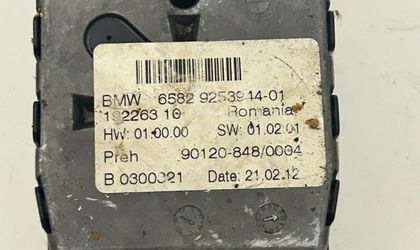 BMW 6582 9253944-01
192263 10 Romania
HW: 01.00.00 SW: 01.02.01
Preh 90120-848/0004
B 0300321 Date: 21.02.12